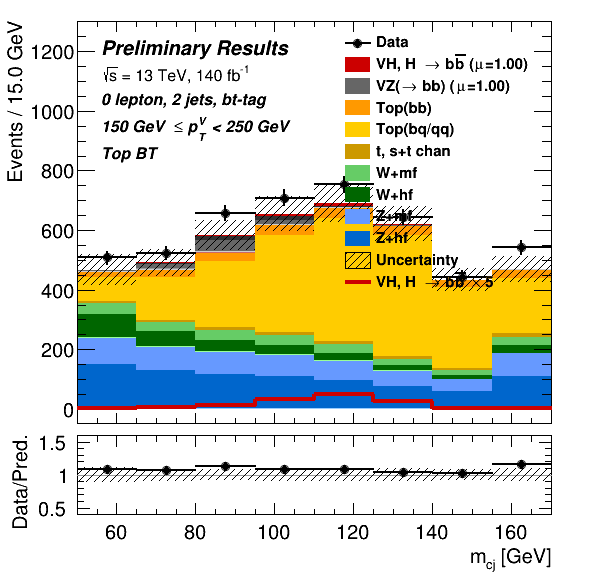 Events / 15.0 GeV
1200
1000
800
600
400
200
0
Preliminary Results
√s = 13 TeV, 140 fb⁻¹
0 lepton, 2 jets, bt-tag
150 GeV ≤ p_T^V < 250 GeV
Top BT
Data
VH, H → bb̅ (μ=1.00)
VZ(→ bb) (μ=1.00)
Top(bb)
Top(bq/qq)
t, s+t chan
W+mf
W+hf
Z+mf
Z+hf
Uncertainty
VH, H → bb̅ × 5
Data/Pred.
1.5
1
0.5
60 80 100 120 140 160
m_cj [GeV]